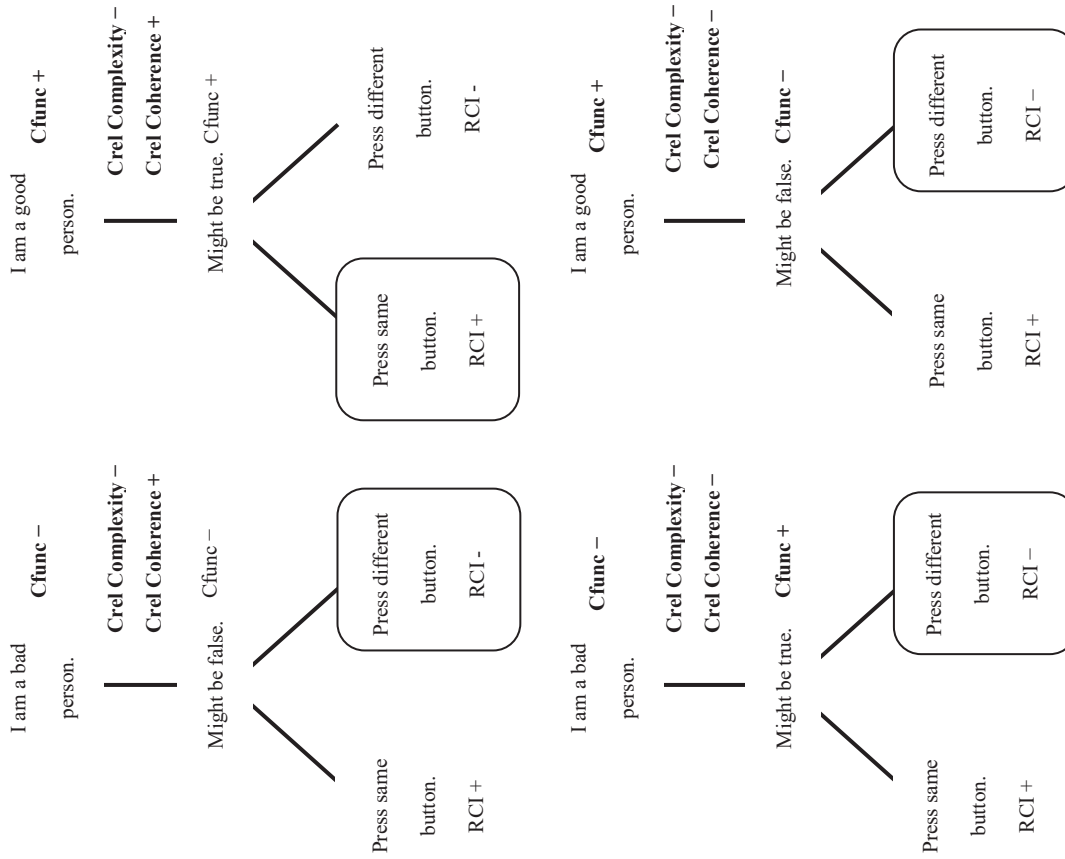 I am a bad
person.
Cfunc –
Crel Complexity –
Crel Coherence +
Might be false. Cfunc –
Press same
button.
RCI +
Press different
button.
RCI -
I am a good
person.
Cfunc +
Crel Complexity –
Crel Coherence +
Might be true. Cfunc +
Press same
button.
RCI +
Press different
button.
RCI -
I am a bad
person.
Cfunc –
Crel Complexity –
Crel Coherence –
Might be true. Cfunc +
Press same
button.
RCI +
Press different
button.
RCI –
I am a good
person.
Cfunc +
Crel Complexity –
Crel Coherence –
Might be false. Cfunc –
Press same
button.
RCI +
Press different
button.
RCI –